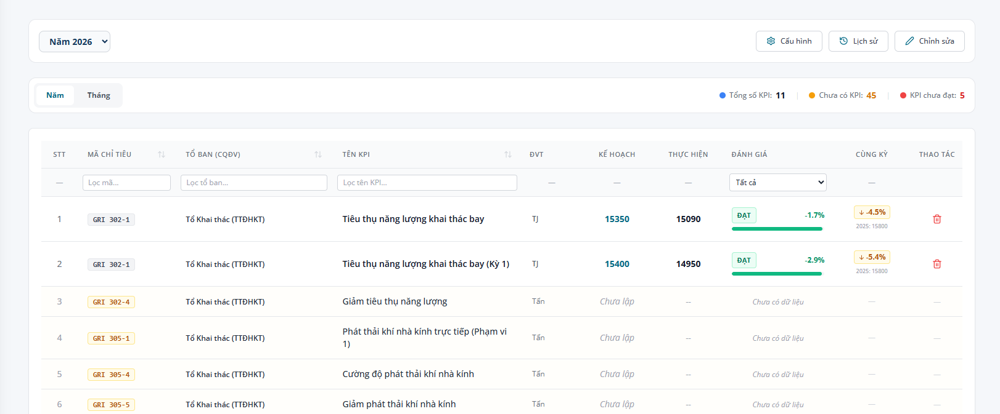 Năm 2026
Cấu hình
Lịch sử
Chỉnh sửa
Năm
Tháng
Tổng số KPI: 11
Chưa có KPI: 45
KPI chưa đạt: 5
STT MÃ CHỈ TIÊU TỔ BAN (CQĐV) TÊN KPI ĐVT KẾ HOẠCH THỰC HIỆN ĐÁNH GIÁ CÙNG KỲ THAO TÁC
— Lọc mã... Lọc tổ ban... Lọc tên KPI... — — — Tất cả —
1 GRI 302-1 Tổ Khai thác (TTĐHKT) Tiêu thụ năng lượng khai thác bay TJ 15350 15090 ĐẠT -1.7% ↓ -4.5%
2025: 15800
2 GRI 302-1 Tổ Khai thác (TTĐHKT) Tiêu thụ năng lượng khai thác bay (Kỳ 1) TJ 15400 14950 ĐẠT -2.9% ↓ -5.4%
2025: 15800
3 GRI 302-4 Tổ Khai thác (TTĐHKT) Giảm tiêu thụ năng lượng Tấn Chưa lập -- Chưa có dữ liệu — —
4 GRI 305-1 Tổ Khai thác (TTĐHKT) Phát thải khí nhà kính trực tiếp (Phạm vi
1) Tấn Chưa lập -- Chưa có dữ liệu — —
5 GRI 305-4 Tổ Khai thác (TTĐHKT) Cường độ phát thải khí nhà kính Tấn Chưa lập -- Chưa có dữ liệu — —
6 GRI 305-5 Tổ Khai thác (TTĐHKT) Giảm phát thải khí nhà kính Tấn Chưa lập -- Chưa có dữ liệu — —